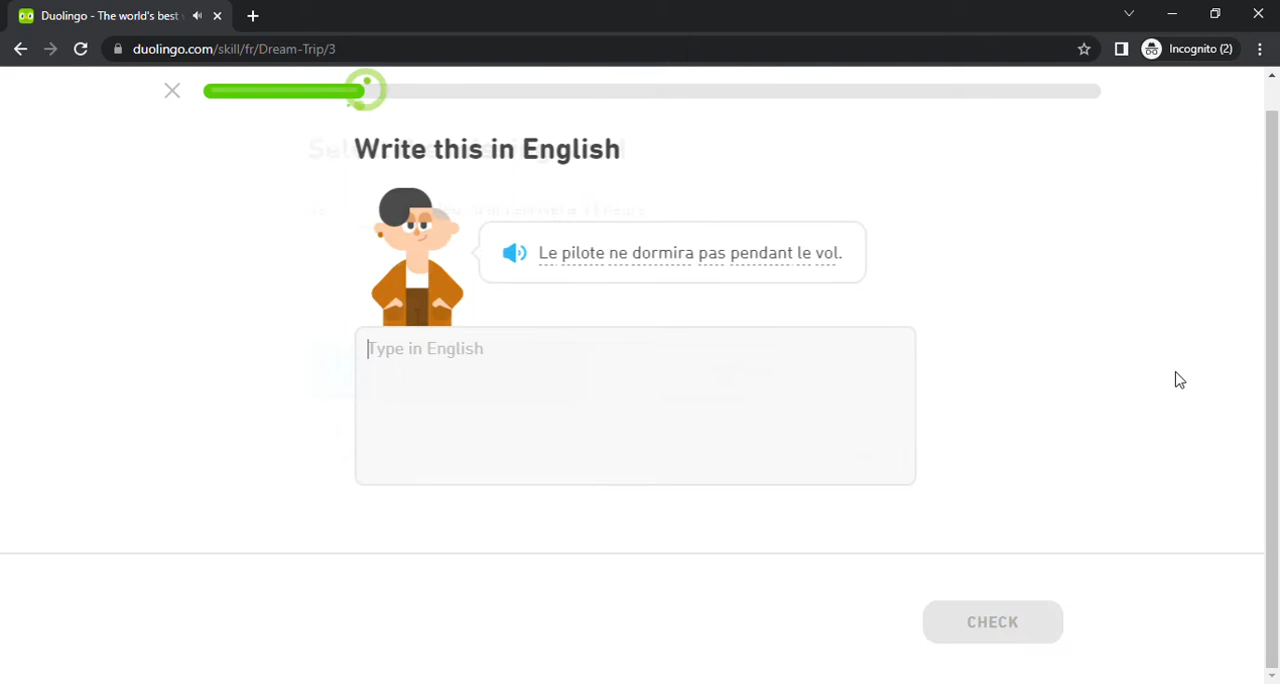 Duolingo - The world's best
duolingo.com/skill/fr/Dream-Trip/3
Incognito (2)
Write this in English
Le pilote ne dormira pas pendant le vol.
Type in English
CHECK